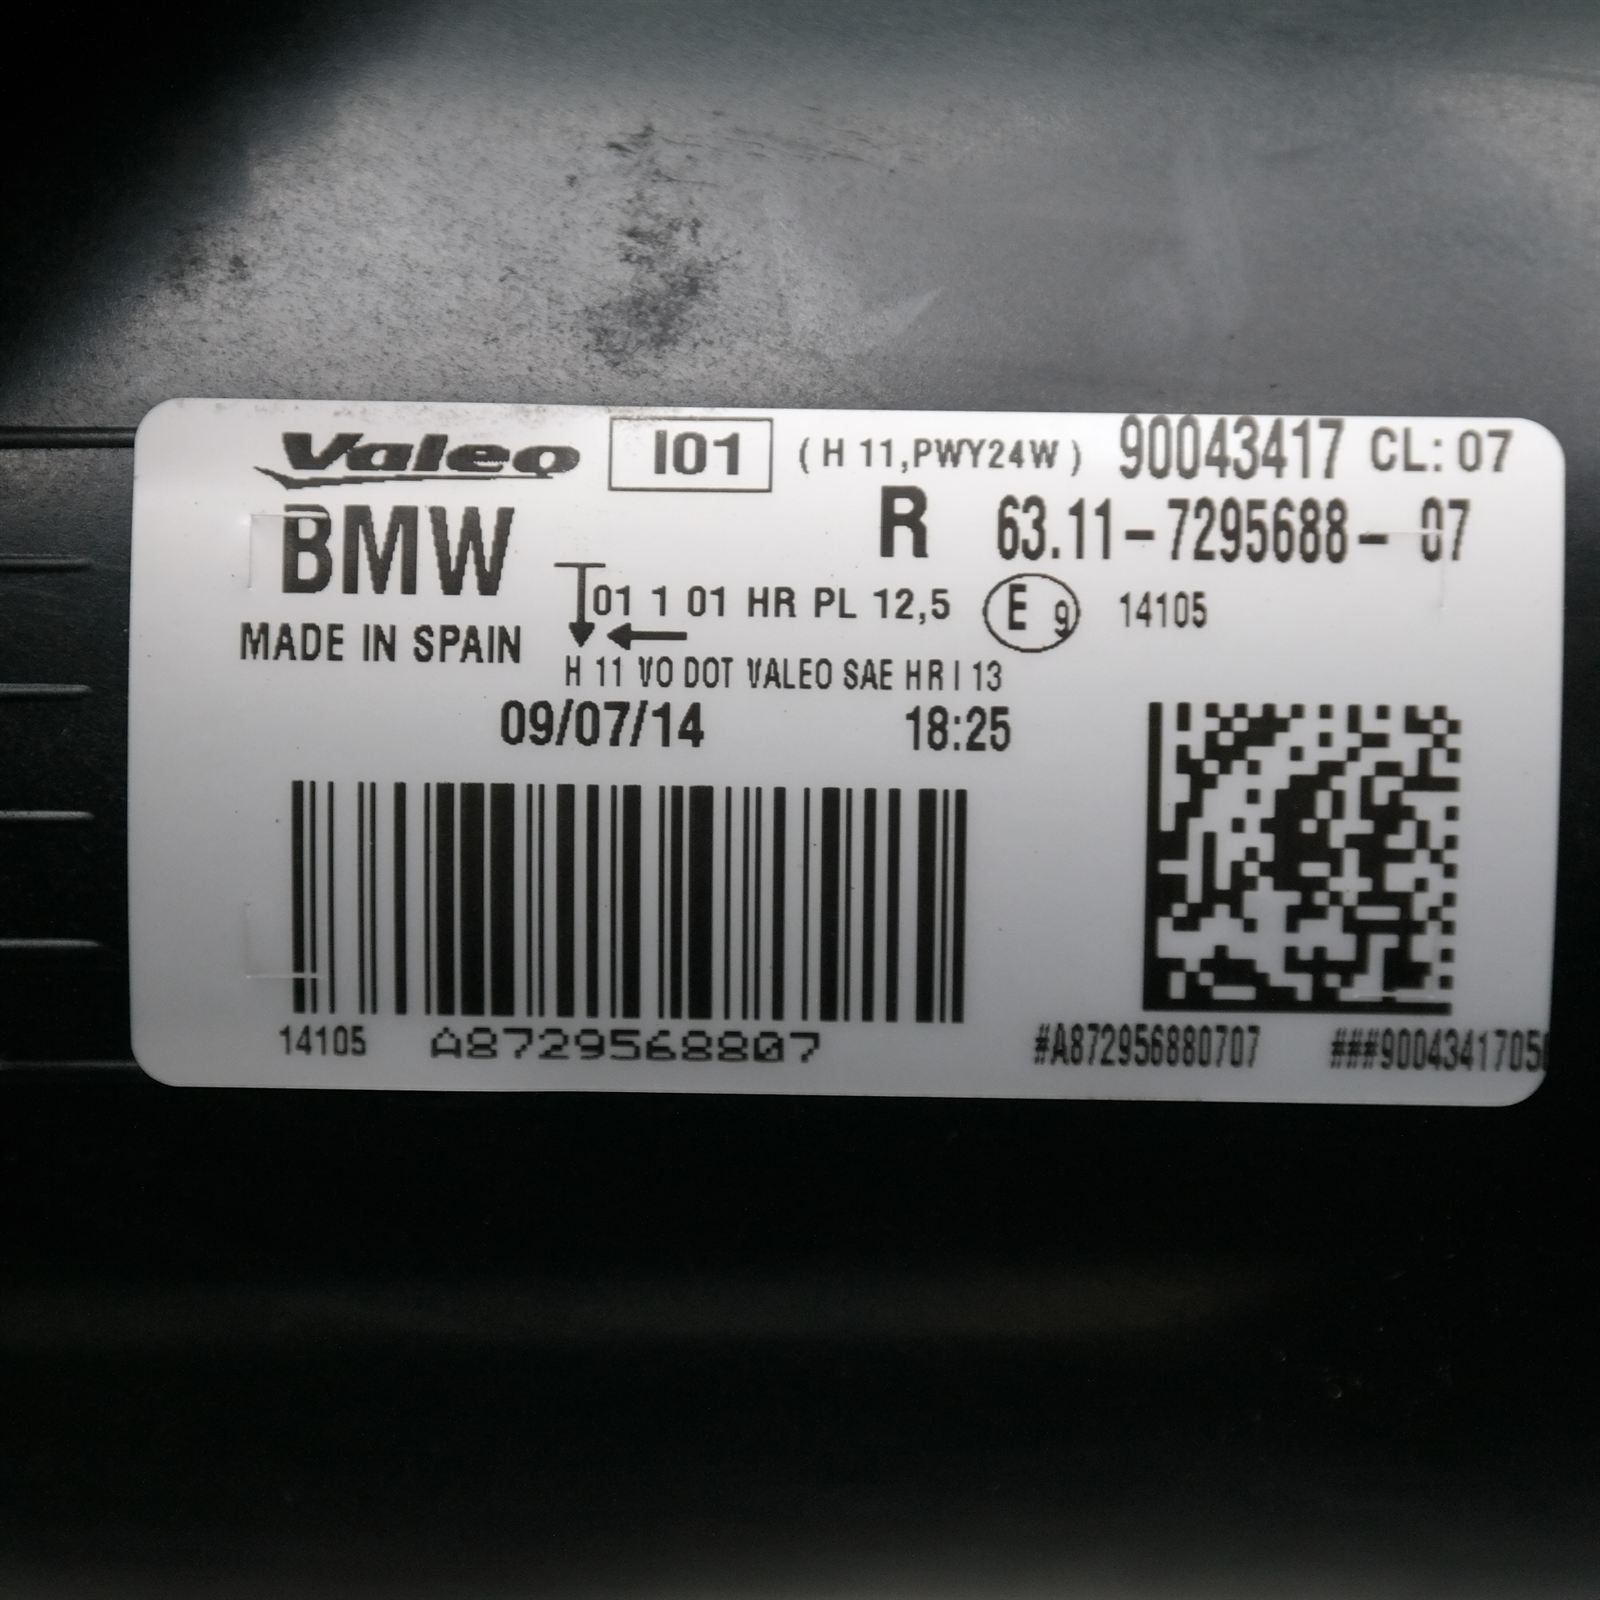 Valeo I01 (H 11,PWY24W) 90043417 CL: 07
BMW R 63.11-7295688-07
01 1 01 HR PL 12,5 E 9 14105
MADE IN SPAIN
H 11 VO DOT VALEO SAE HR I 13
09/07/14 18:25
14105 A8729568807 #A872956880707 ###9004341705